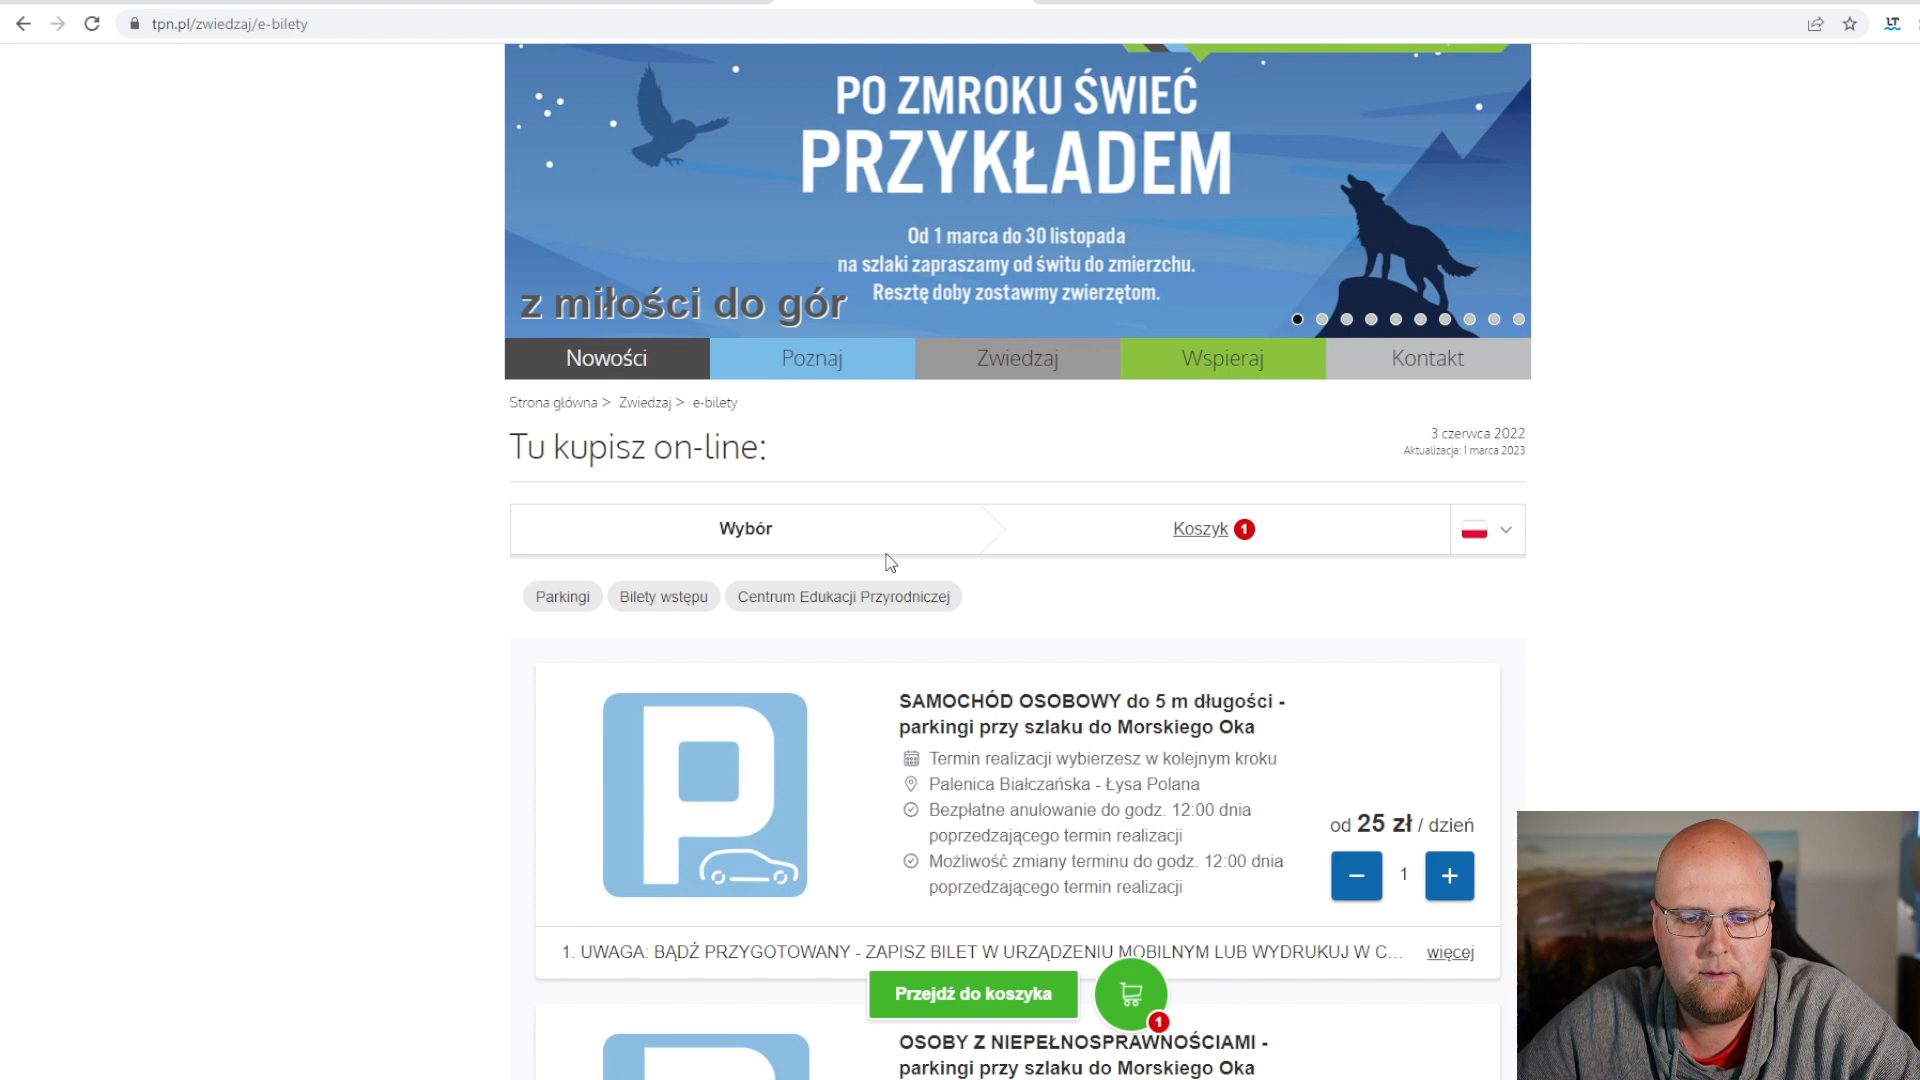 tpn.pl/zwiedzaj/e-bilety
PO ZMROKU ŚWIEĆ
PRZYKŁADEM
Od 1 marca do 30 listopada
na szlaki zapraszamy od świtu do zmierzchu.
Resztę doby zostawmy zwierzętom.
z miłości do gór
Nowości
Poznaj
Zwiedzaj
Wspieraj
Kontakt
Strona główna > Zwiedzaj > e-bilety
Tu kupisz on-line:
3 czerwca 2022
Aktualizacja: 1 marca 2023
Wybór
Koszyk 1
Parkingi
Bilety wstępu
Centrum Edukacji Przyrodniczej
P
SAMOCHÓD OSOBOWY do 5 m długości -
parkingi przy szlaku do Morskiego Oka
Termin realizacji wybierzesz w kolejnym kroku
Palenica Białczańska - Łysa Polana
Bezpłatne anulowanie do godz. 12:00 dnia
poprzedzającego termin realizacji
Możliwość zmiany terminu do godz. 12:00 dnia
poprzedzającego termin realizacji
od 25 zł / dzień
− 1 +
1. UWAGA: BĄDŹ PRZYGOTOWANY - ZAPISZ BILET W URZĄDZENIU MOBILNYM LUB WYDRUKUJ W C...
więcej
Przejdź do koszyka
1
OSOBY Z NIEPEŁNOSPRAWNOŚCIAMI -
parkingi przy szlaku do Morskiego Oka
LT